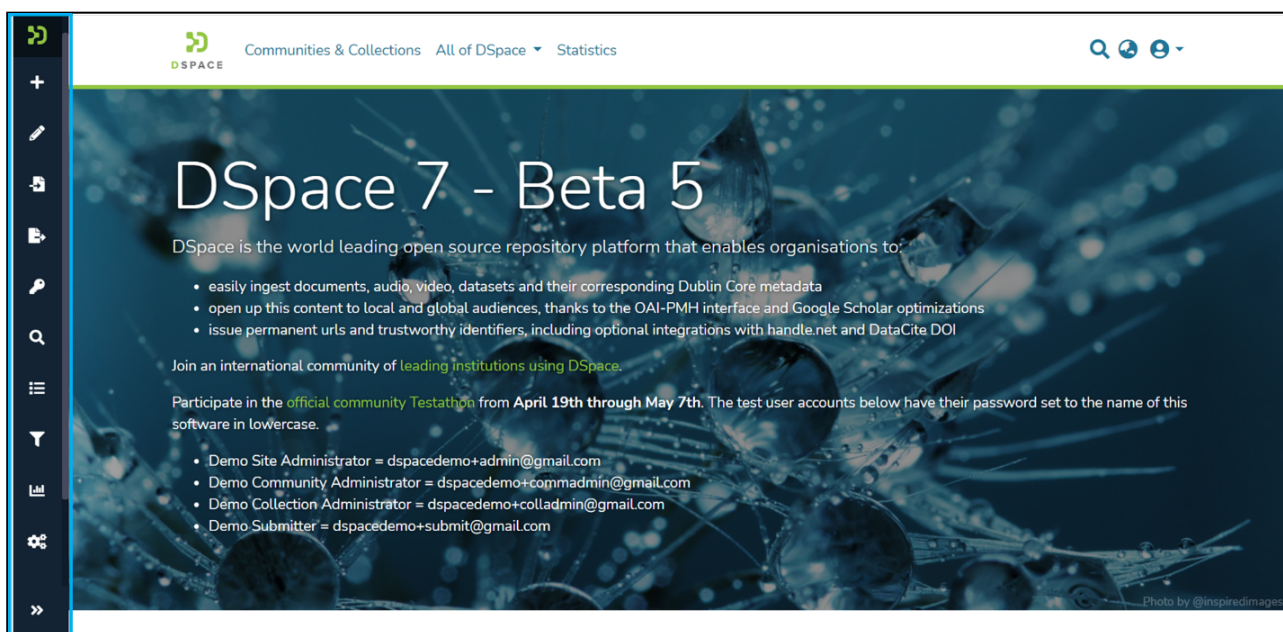 DSPACE
Communities & Collections All of DSpace Statistics
DSpace 7 - Beta 5
DSpace is the world leading open source repository platform that enables organisations to:
• easily ingest documents, audio, video, datasets and their corresponding Dublin Core metadata
• open up this content to local and global audiences, thanks to the OAI-PMH interface and Google Scholar optimizations
• issue permanent urls and trustworthy identifiers, including optional integrations with handle.net and DataCite DOI
Join an international community of leading institutions using DSpace.
Participate in the official community Testathon from April 19th through May 7th. The test user accounts below have their password set to the name of this
software in lowercase.
• Demo Site Administrator = dspacedemo+admin@gmail.com
• Demo Community Administrator = dspacedemo+commadmin@gmail.com
• Demo Collection Administrator = dspacedemo+colladmin@gmail.com
• Demo Submitter = dspacedemo+submit@gmail.com
Photo by @inspiredimages